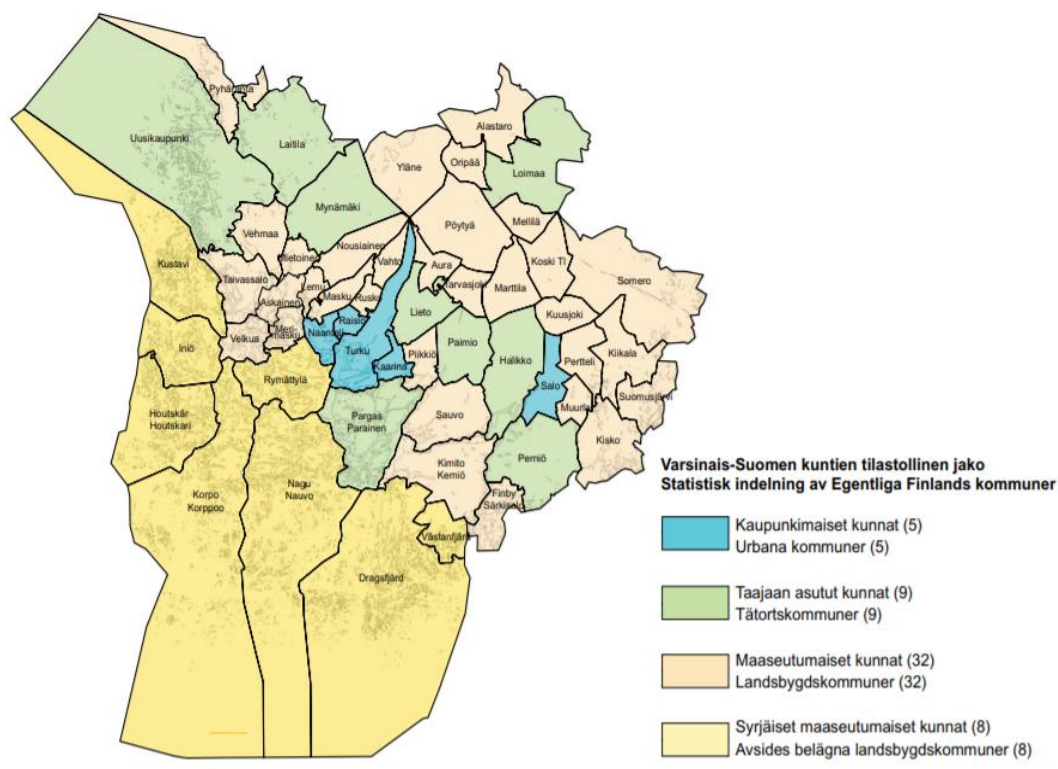 Pyhäranta
Uusikaupunki
Laitila
Alastaro
Yläne
Oripää
Loimaa
Mynämäki
Vehmaa
Pöytyä
Mellilä
Nousiainen
Mietoinen
Vahto
Aura
Koski Tl
Kustavi
Taivassalo
Lemu
Masku
Rusko
Tarvasjoki
Marttila
Somero
Askainen
Lieto
Kuusjoki
Velkua
Meri-
masku
Naantali
Raisio
Iniö
Turku
Piikkiö
Paimio
Halikko
Pertteli
Kiikala
Kaarina
Rymättylä
Salo
Suomusjärvi
Muurla
Houtskär
Houtskari
Pargas
Parainen
Sauvo
Kisko
Perniö
Kimito
Kemiö
Nagu
Nauvo
Korpo
Korppoo
Finby
Särkisalo
Västanfjärd
Dragsfjärd
Varsinais-Suomen kuntien tilastollinen jako
Statistisk indelning av Egentliga Finlands kommuner
Kaupunkimaiset kunnat (5)
Urbana kommuner (5)
Taajaan asutut kunnat (9)
Tätortskommuner (9)
Maaseutumaiset kunnat (32)
Landsbygdskommuner (32)
Syrjäiset maaseutumaiset kunnat (8)
Avsides belägna landsbygdskommuner (8)